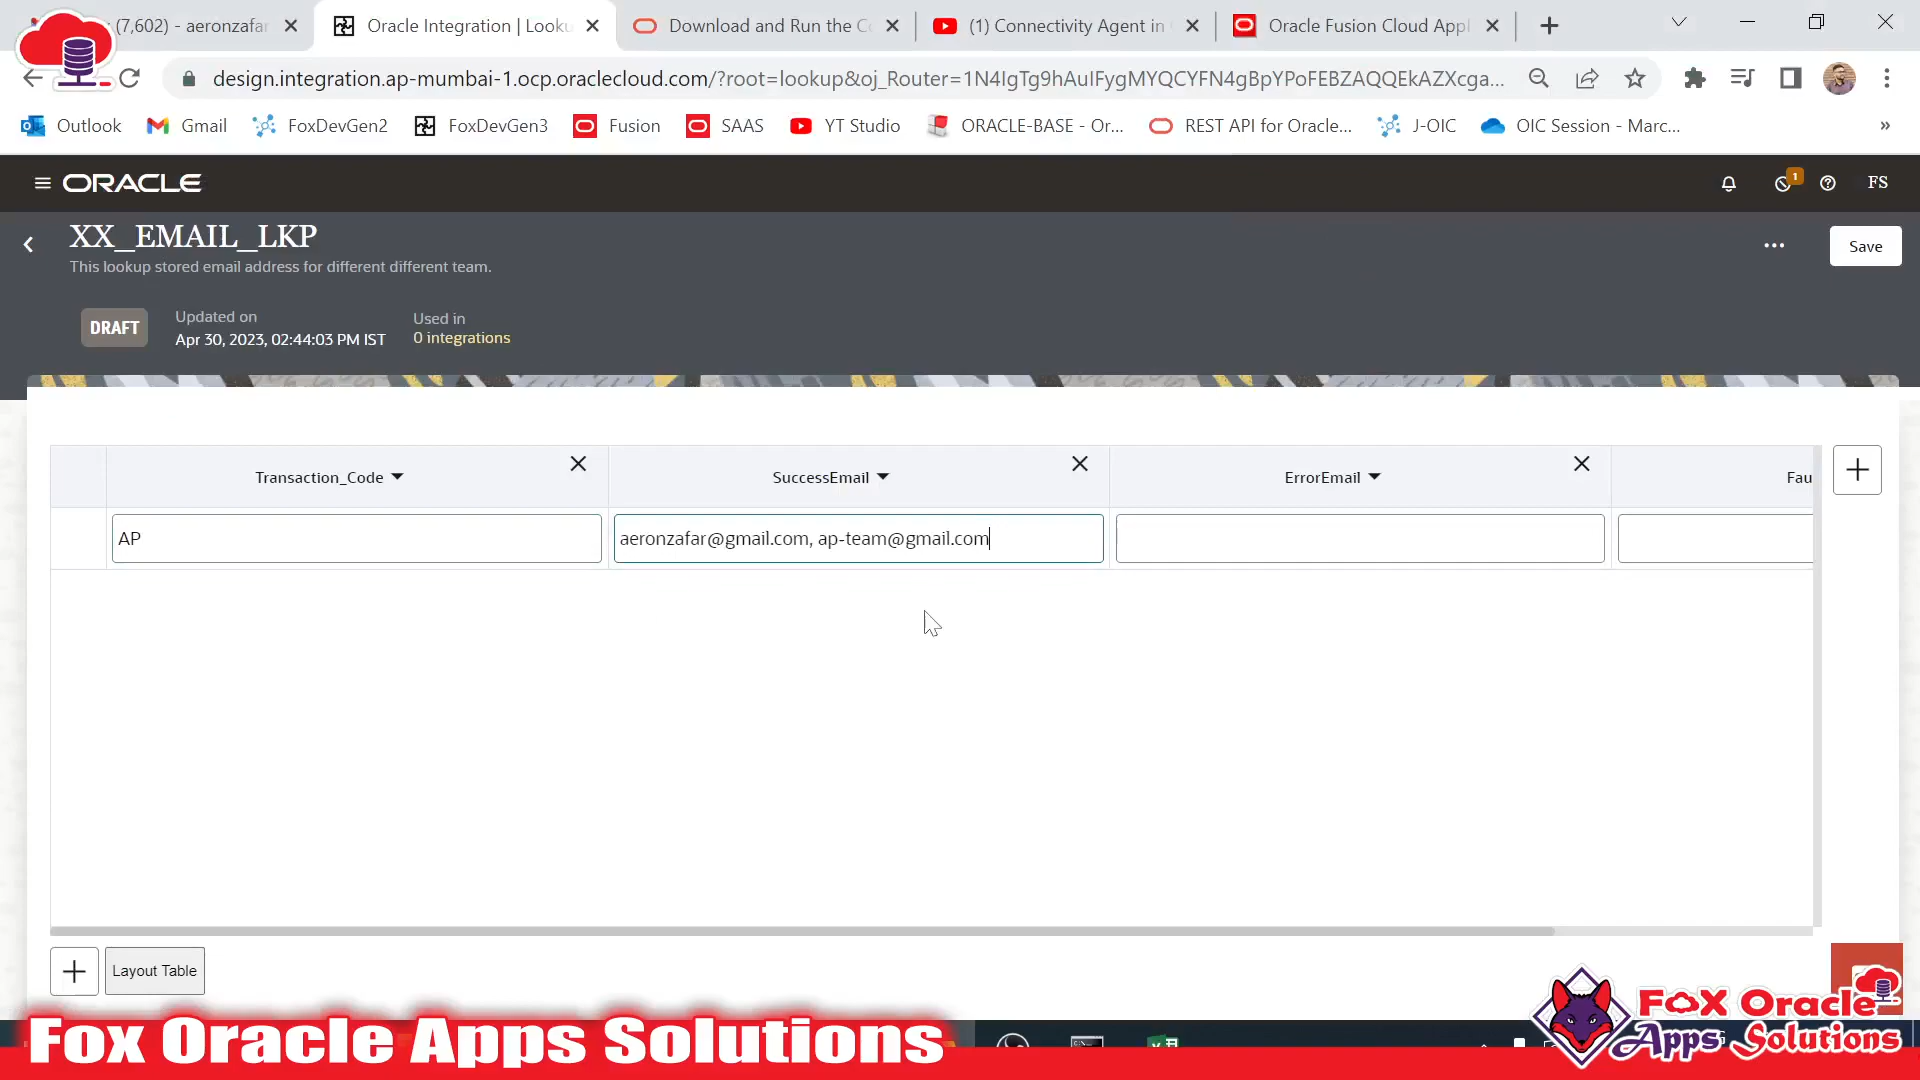 (7,602) - aeronzafar
Oracle Integration | Looku
Download and Run the Co
(1) Connectivity Agent in
Oracle Fusion Cloud Appl
design.integration.ap-mumbai-1.ocp.oraclecloud.com/?root=lookup&oj_Router=1N4IgTg9hAuIFygMYQCYFN4gBpYPoFEBZAQQEkAZXcga...
Outlook
Gmail
FoxDevGen2
FoxDevGen3
Fusion
SAAS
YT Studio
ORACLE-BASE - Or...
REST API for Oracle...
J-OIC
OIC Session - Marc...
ORACLE
1
FS
XX_EMAIL_LKP
Save
This lookup stored email address for different different team.
DRAFT
Updated on
Apr 30, 2023, 02:44:03 PM IST
Used in
0 integrations
Transaction_Code
SuccessEmail
ErrorEmail
Fau
AP
aeronzafar@gmail.com, ap-team@gmail.com
Layout Table
Fox Oracle Apps Solutions
Fox Oracle
Apps Solutions